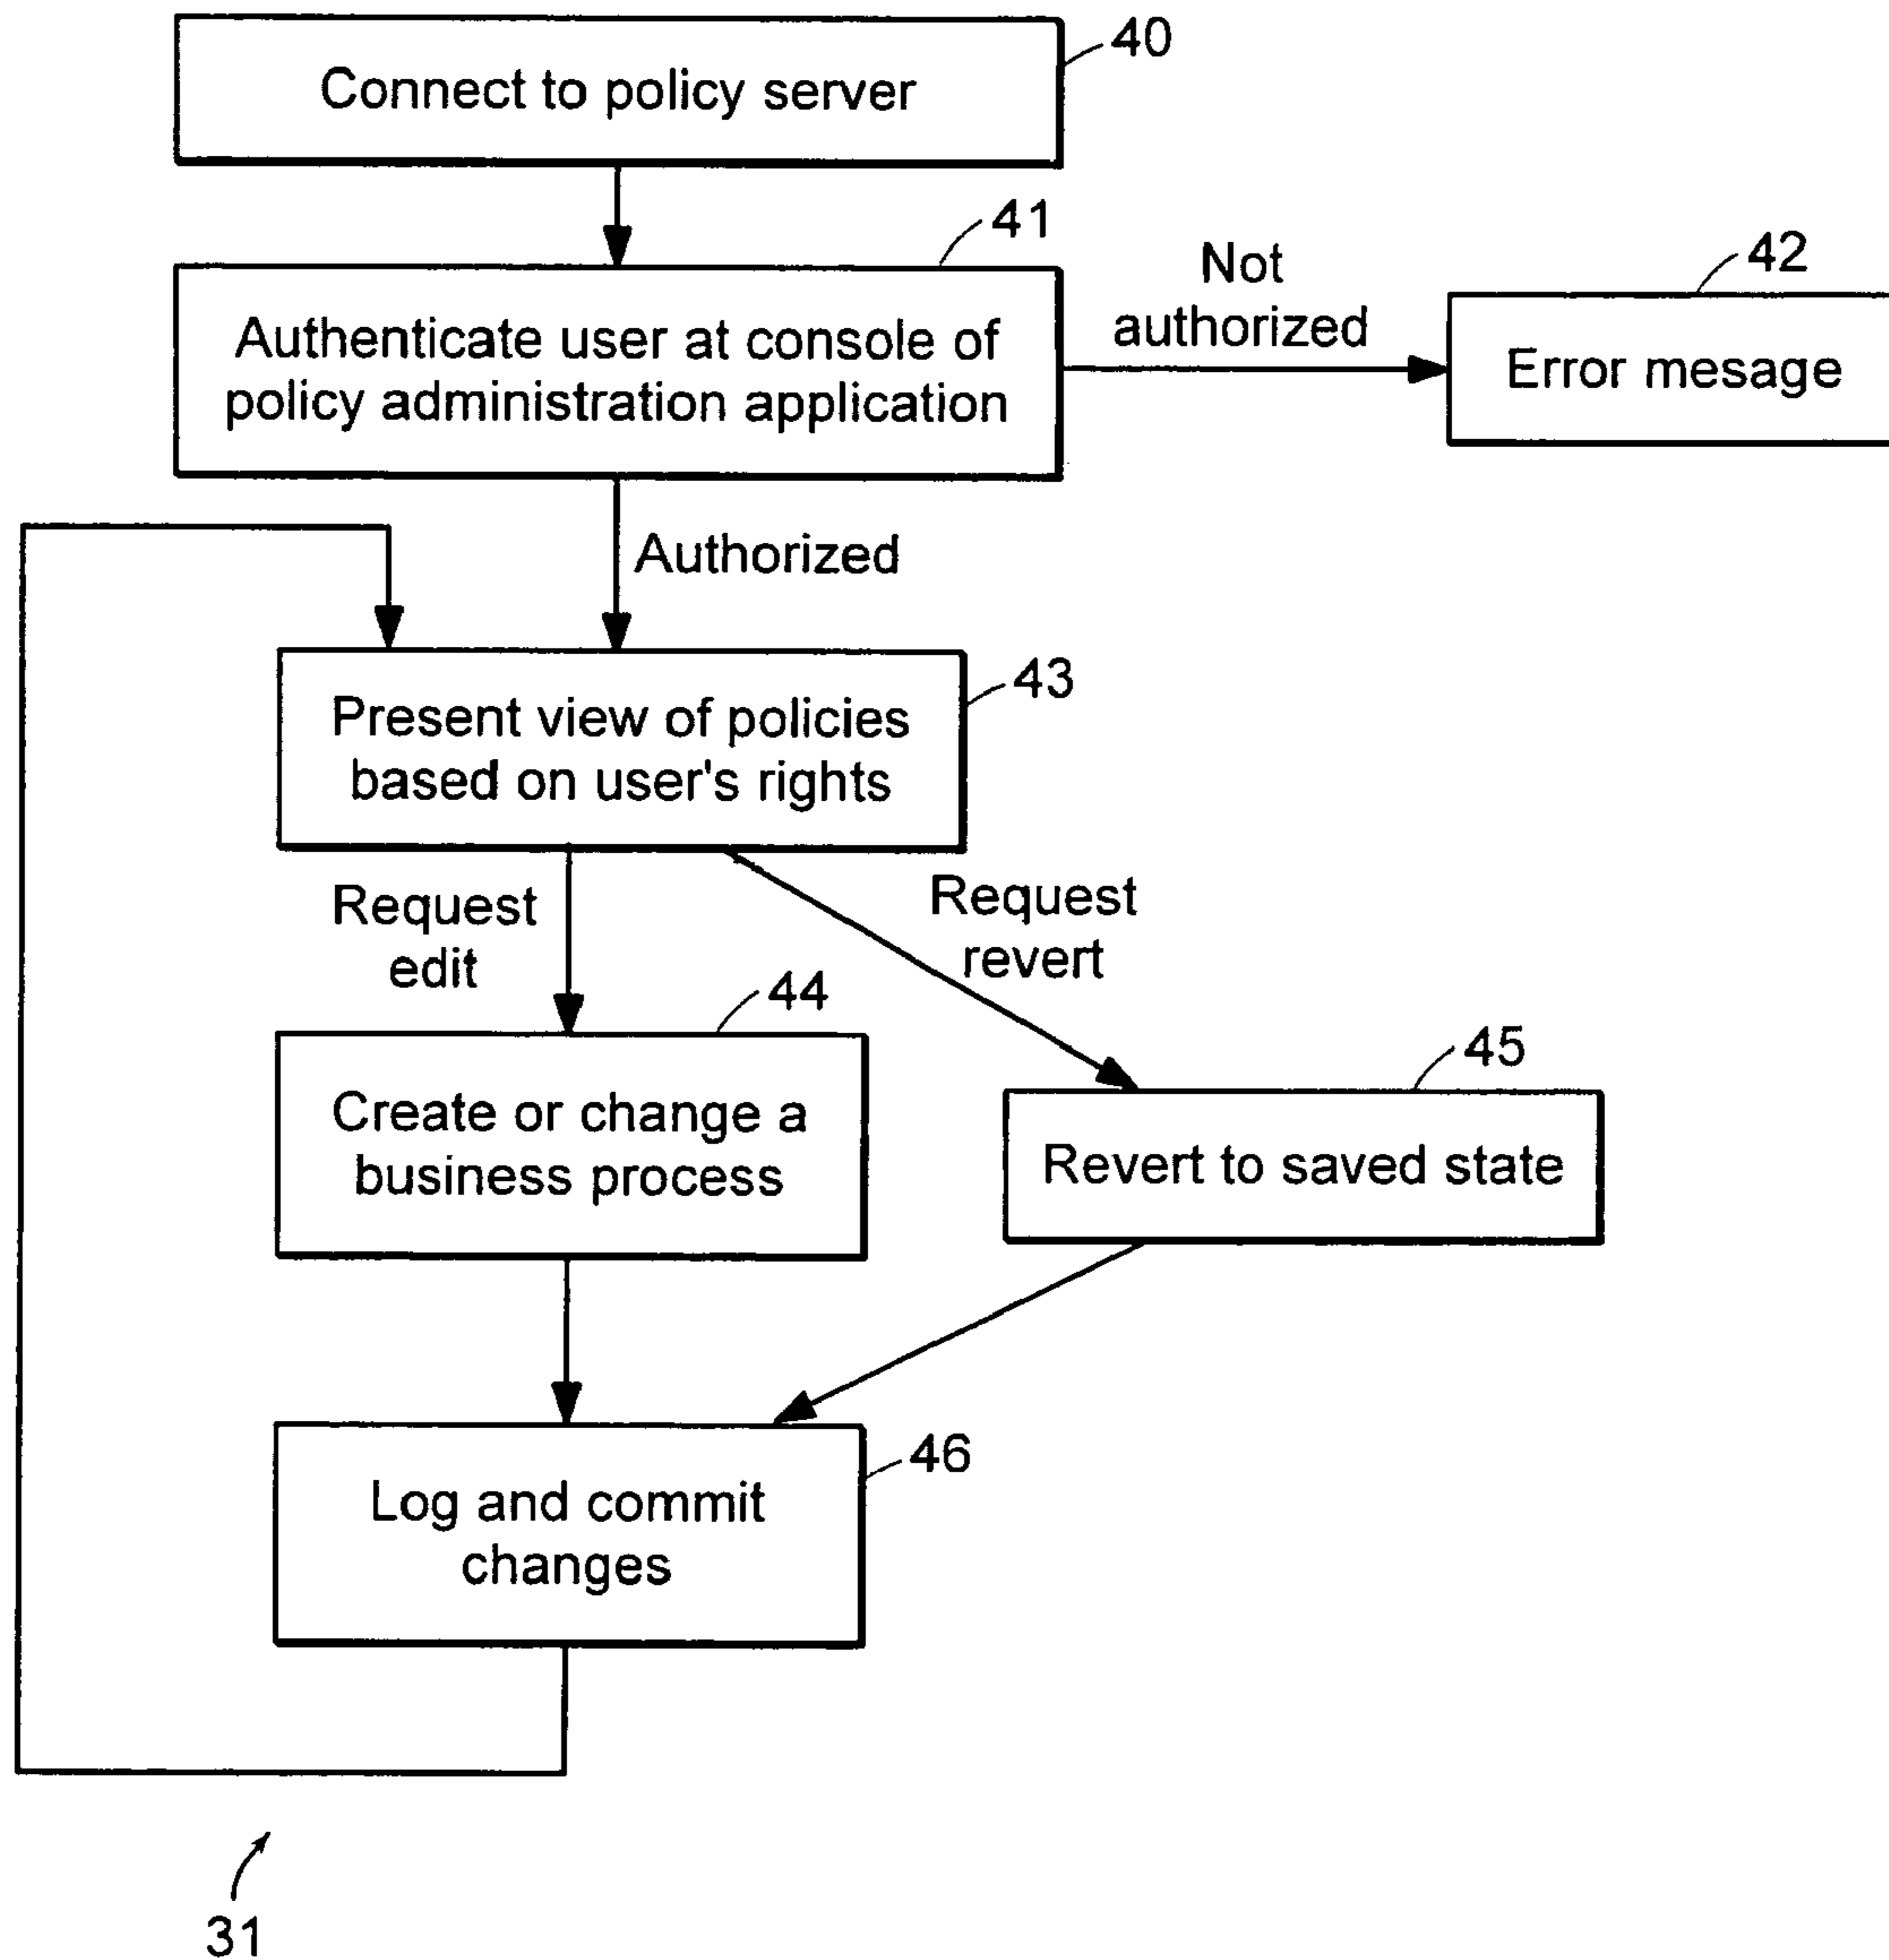 40
Connect to policy server
41
Authenticate user at console of
policy administration application
Not
authorized
42
Error mesage
Authorized
43
Present view of policies
based on user's rights
Request
edit
Request
revert
44
Create or change a
business process
45
Revert to saved state
46
Log and commit
changes
31